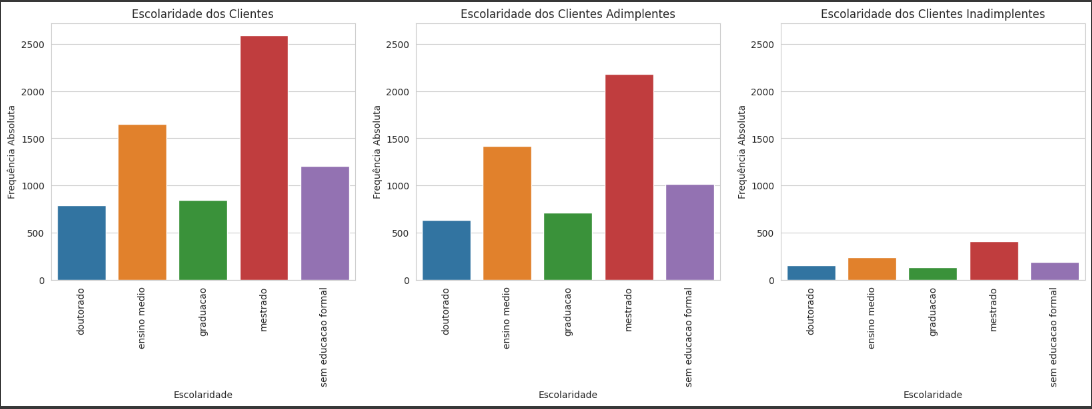 Escolaridade dos Clientes
Frequência Absoluta
2500
2000
1500
1000
500
0
doutorado
ensino medio
graduacao
mestrado
sem educacao formal
Escolaridade
Escolaridade dos Clientes Adimplentes
Frequência Absoluta
2500
2000
1500
1000
500
0
doutorado
ensino medio
graduacao
mestrado
sem educacao formal
Escolaridade
Escolaridade dos Clientes Inadimplentes
Frequência Absoluta
2500
2000
1500
1000
500
0
doutorado
ensino medio
graduacao
mestrado
sem educacao formal
Escolaridade